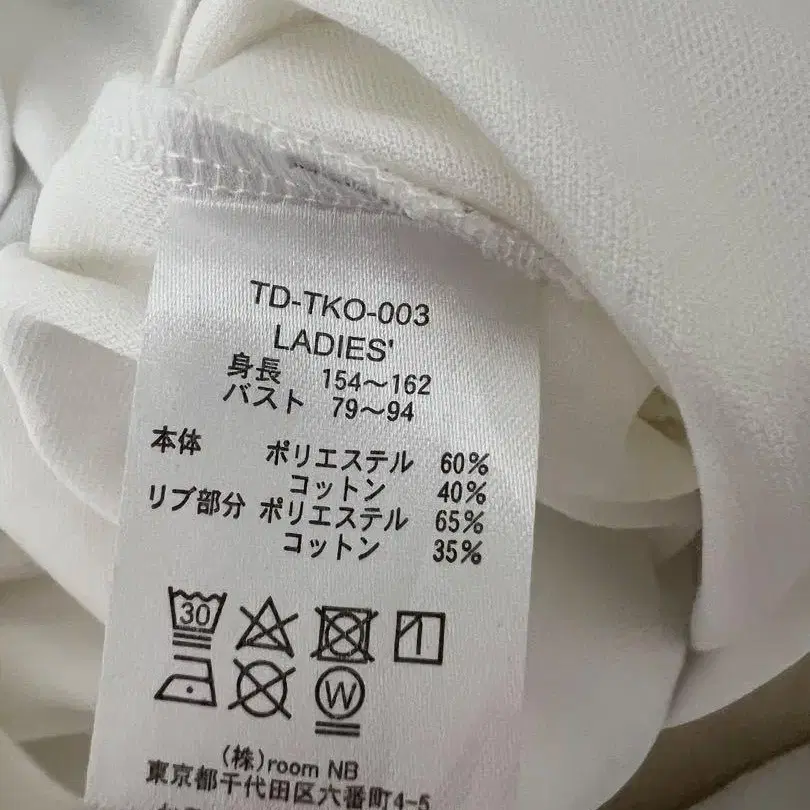 TD-TKO-003
LADIES'
身長 154～162
バスト 79～94
本体 ポリエステル 60%
コットン 40%
リブ部分 ポリエステル 65%
コットン 35%
30
W
(株)room NB
東京都千代田区六番町4-5